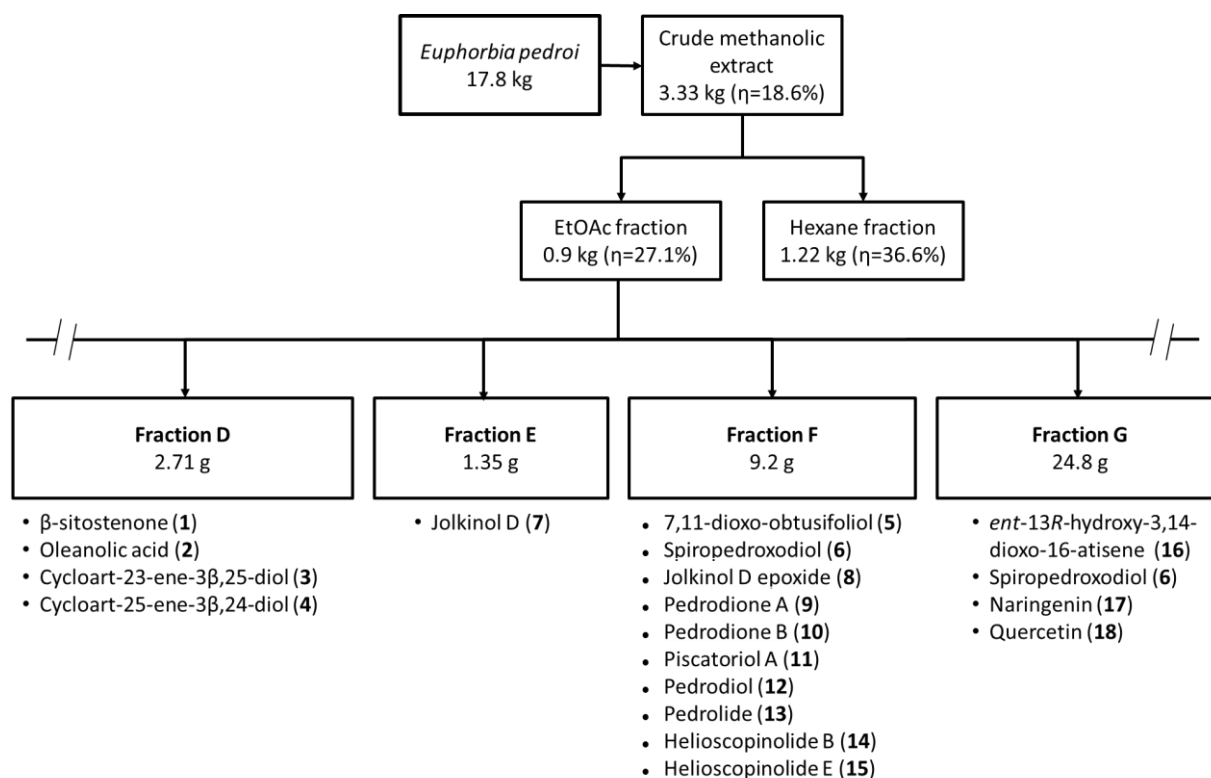 Euphorbia pedroi
17.8 kg
Crude methanolic
extract
3.33 kg (η=18.6%)
EtOAc fraction
0.9 kg (η=27.1%)
Hexane fraction
1.22 kg (η=36.6%)
Fraction D
2.71 g
• β-sitostenone (1)
• Oleanolic acid (2)
• Cycloart-23-ene-3β,25-diol (3)
• Cycloart-25-ene-3β,24-diol (4)
Fraction E
1.35 g
• Jolkinol D (7)
Fraction F
9.2 g
• 7,11-dioxo-obtusifoliol (5)
• Spiropedroxodiol (6)
• Jolkinol D epoxide (8)
• Pedrodione A (9)
• Pedrodione B (10)
• Piscatoriol A (11)
• Pedrodiol (12)
• Pedrolide (13)
• Helioscopinolide B (14)
• Helioscopinolide E (15)
Fraction G
24.8 g
• ent-13R-hydroxy-3,14-
dioxo-16-atisene (16)
• Spiropedroxodiol (6)
• Naringenin (17)
• Quercetin (18)